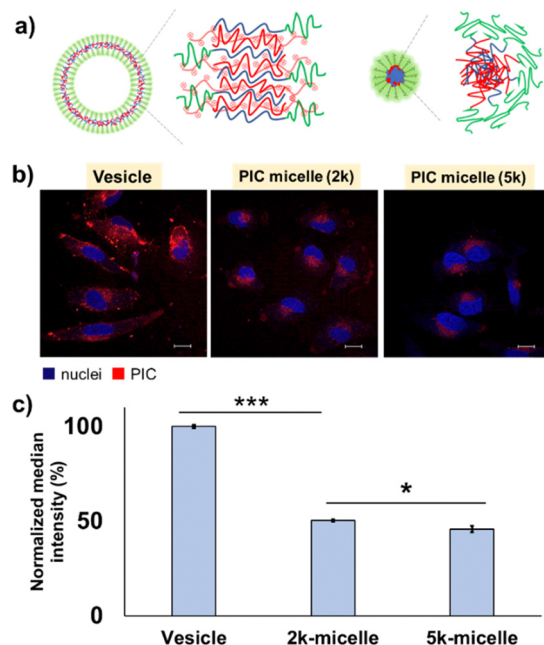 a)
b)
Vesicle
PIC micelle (2k)
PIC micelle (5k)
nuclei
PIC
c)
Normalized median
intensity (%)
100
50
0
***
*
Vesicle
2k-micelle
5k-micelle